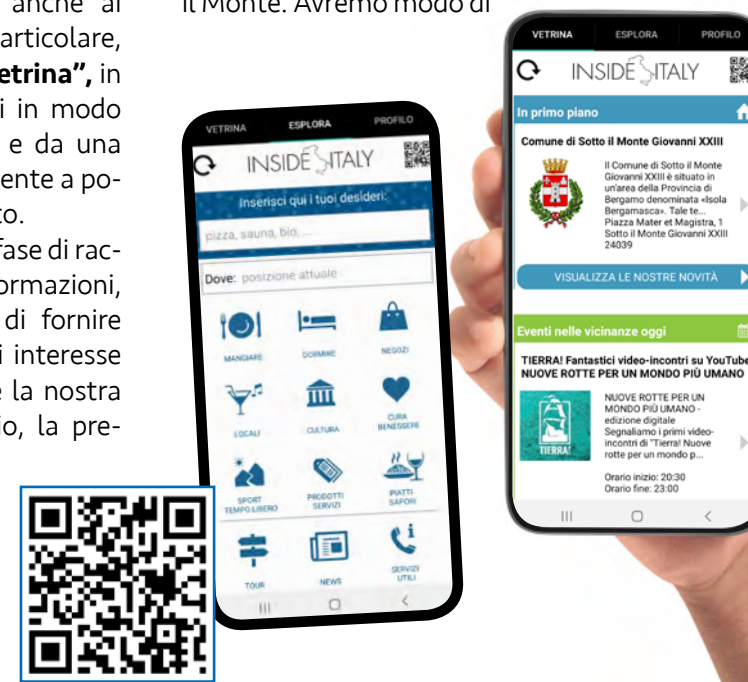 anche al
articolare,
etrina", in
i in modo
e da una
ente a po-
to.
fase di rac-
ormazioni,
di fornire
i interesse
e la nostra
io, la pre-
il Monte. Avremo modo di
VETRINA ESPLORA PROFILO
INSIDE ITALY
Inserisci qui i tuoi desideri:
pizza, sauna, bio, ...
Dove: posizione attuale
MANGIARE DORMIRE NEGOZI
LOCALI CULTURA CURA
BENESSERE
SPORT PRODOTTI PIATTI
TEMPO LIBERO SERVIZI SAPORI
TOUR NEWS SERVIZI
UTILI
VETRINA ESPLORA PROFILO
INSIDE ITALY
In primo piano
Comune di Sotto il Monte Giovanni XXIII
Il Comune di Sotto il Monte
Giovanni XXIII è situato in
un'area della Provincia di
Bergamo denominata «Isola
Bergamasca». Tale te...
Piazza Mater et Magistra, 1
Sotto il Monte Giovanni XXIII
24039
VISUALIZZA LE NOSTRE NOVITÀ
Eventi nelle vicinanze oggi
TIERRA! Fantastici video-incontri su YouTube
NUOVE ROTTE PER UN MONDO PIÙ UMANO
TIERRA!
NUOVE ROTTE PER UN
MONDO PIÙ UMANO -
edizione digitale
Segnaliamo i primi video-
incontri di "Tierra! Nuove
rotte per un mondo p...
Orario inizio: 20:30
Orario fine: 23:00